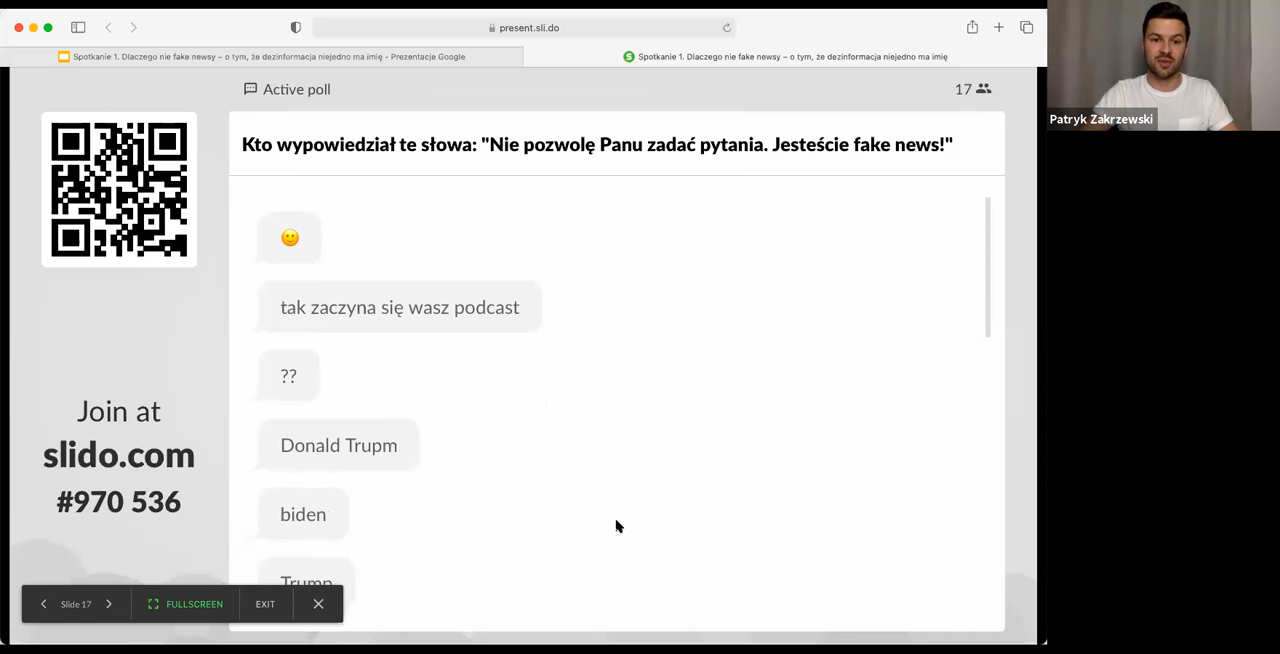 present.sli.do
Spotkanie 1. Dlaczego nie fake newsy – o tym, że dezinformacja niejedno ma imię - Prezentacje Google
Spotkanie 1. Dlaczego nie fake newsy – o tym, że dezinformacja niejedno ma imię
Active poll
17
Patryk Zakrzewski
Kto wypowiedział te słowa: "Nie pozwolę Panu zadać pytania. Jesteście fake news!"
tak zaczyna się wasz podcast
??
Donald Trupm
biden
Trump
Join at
slido.com
#970 536
Slide 17
FULLSCREEN
EXIT